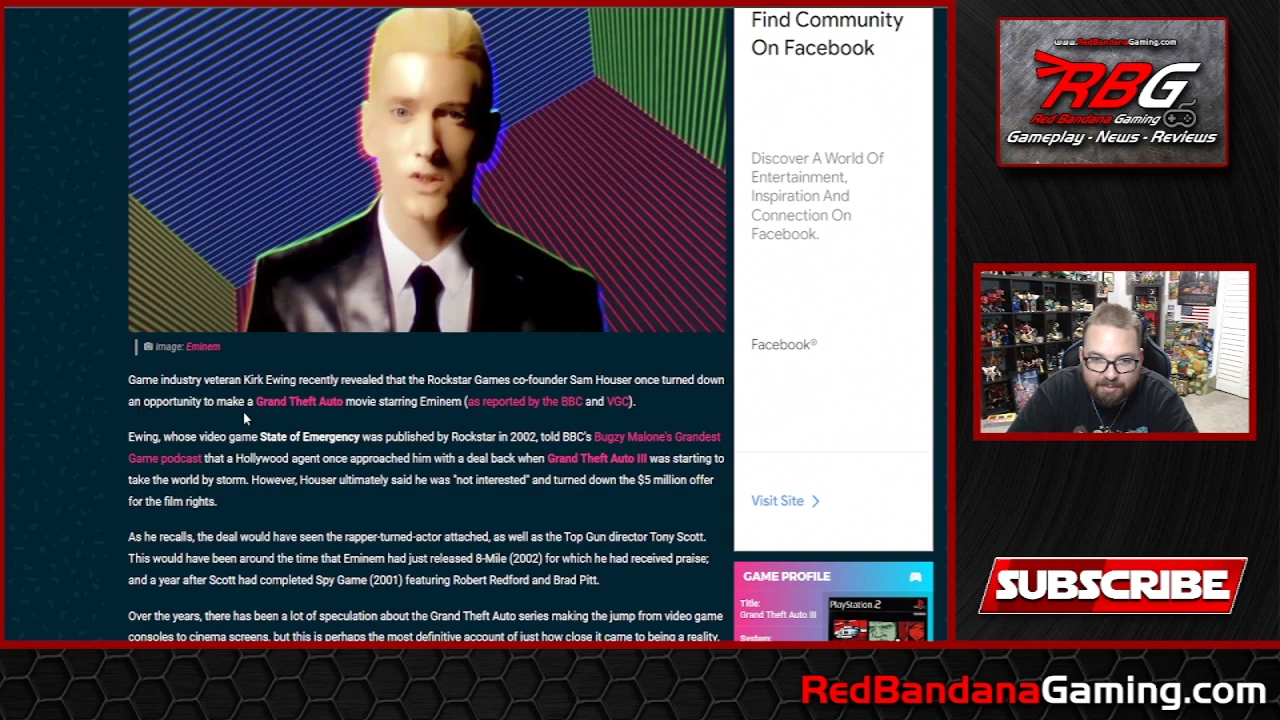 Find Community
On Facebook
Discover A World Of
Entertainment,
Inspiration And
Connection On
Facebook.
Facebook®
Visit Site
Image: Eminem
Game industry veteran Kirk Ewing recently revealed that the Rockstar Games co-founder Sam Houser once turned down
an opportunity to make a Grand Theft Auto movie starring Eminem (as reported by the BBC and VGC).
Ewing, whose video game State of Emergency was published by Rockstar in 2002, told BBC's Bugzy Malone's Grandest
Game podcast that a Hollywood agent once approached him with a deal back when Grand Theft Auto III was starting to
take the world by storm. However, Houser ultimately said he was "not interested" and turned down the $5 million offer
for the film rights.
As he recalls, the deal would have seen the rapper-turned-actor attached, as well as the Top Gun director Tony Scott.
This would have been around the time that Eminem had just released 8-Mile (2002) for which he had received praise;
and a year after Scott had completed Spy Game (2001) featuring Robert Redford and Brad Pitt.
Over the years, there has been a lot of speculation about the Grand Theft Auto series making the jump from video game
consoles to cinema screens, but this is perhaps the most definitive account of just how close it came to being a reality.
GAME PROFILE
Title:
Grand Theft Auto III
System:
PlayStation 2
www.RedBandanaGaming.com
RBG
Red Bandana Gaming
Gameplay - News - Reviews
SUBSCRIBE
RedBandanaGaming.com